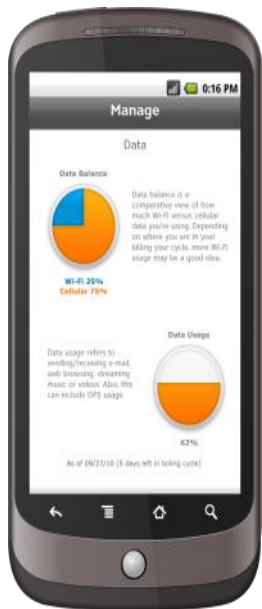 0:16 PM
Manage
Data
Data Balance
Data balance is a
comparative view of how
much Wi-Fi versus cellular
data you're using. Depending
on where you are in your
billing your cycle, more Wi-Fi
usage may be a good idea.
Wi-Fi 25%
Cellular 75%
Data Usage
Data usage refers to
sending/receiving e-mail,
web browsing, streaming
music or videos. Also, this
can include GPS usage.
62%
As of 09/27/10 (5 days left in billing cycle)